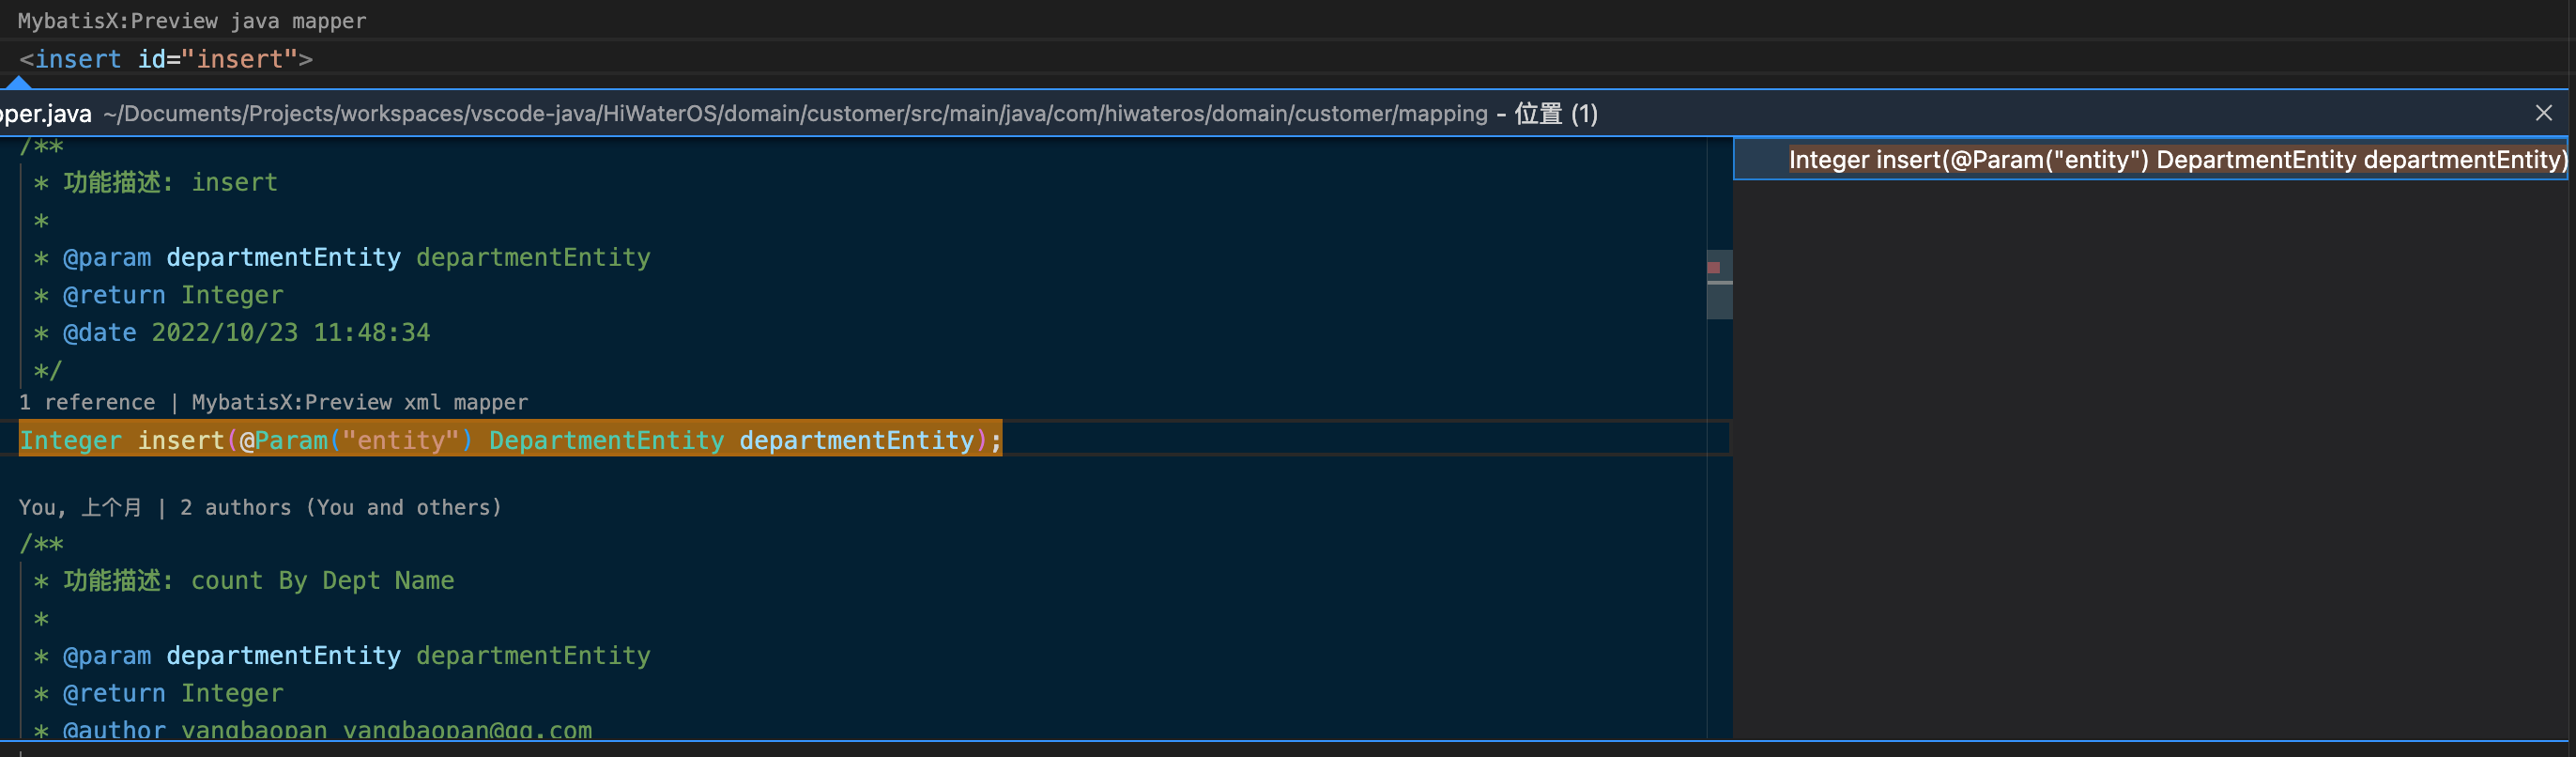 MybatisX:Preview java mapper
<insert id="insert">
pper.java ~/Documents/Projects/workspaces/vscode-java/HiWaterOS/domain/customer/src/main/java/com/hiwateros/domain/customer/mapping - 位置 (1)
/**
* 功能描述: insert
*
* @param departmentEntity departmentEntity
* @return Integer
* @date 2022/10/23 11:48:34
*/
1 reference | MybatisX:Preview xml mapper
Integer insert(@Param("entity") DepartmentEntity departmentEntity);
You, 上个月 | 2 authors (You and others)
/**
* 功能描述: count By Dept Name
*
* @param departmentEntity departmentEntity
* @return Integer
* @author yangbaopan yangbaopan@qq.com
Integer insert(@Param("entity") DepartmentEntity departmentEntity)